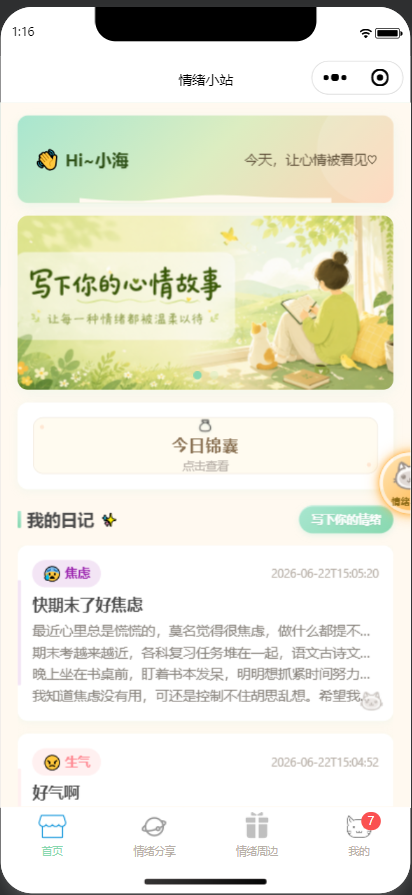 1:16
情绪小站
Hi~小海
今天，让心情被看见♡
写下你的心情故事
让每一种情绪都被温柔以待
今日锦囊
点击查看
情绪
我的日记
写下你的情绪
焦虑
2026-06-22T15:05:20
快期末了好焦虑
最近心里总是慌慌的，莫名觉得很焦虑，做什么都提不...
期末考越来越近，各科复习任务堆在一起，语文古诗文...
晚上坐在书桌前，盯着书本发呆，明明想抓紧时间努力...
我知道焦虑没有用，可还是控制不住胡思乱想。希望我...
生气
2026-06-22T15:04:52
好气啊
首页
情绪分享
情绪周边
7
我的